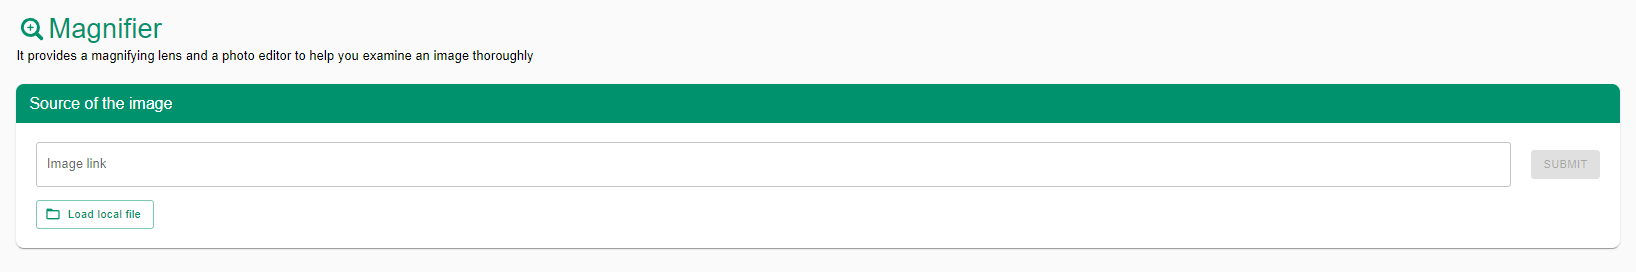 Magnifier
It provides a magnifying lens and a photo editor to help you examine an image thoroughly
Source of the image
Image link
SUBMIT
Load local file